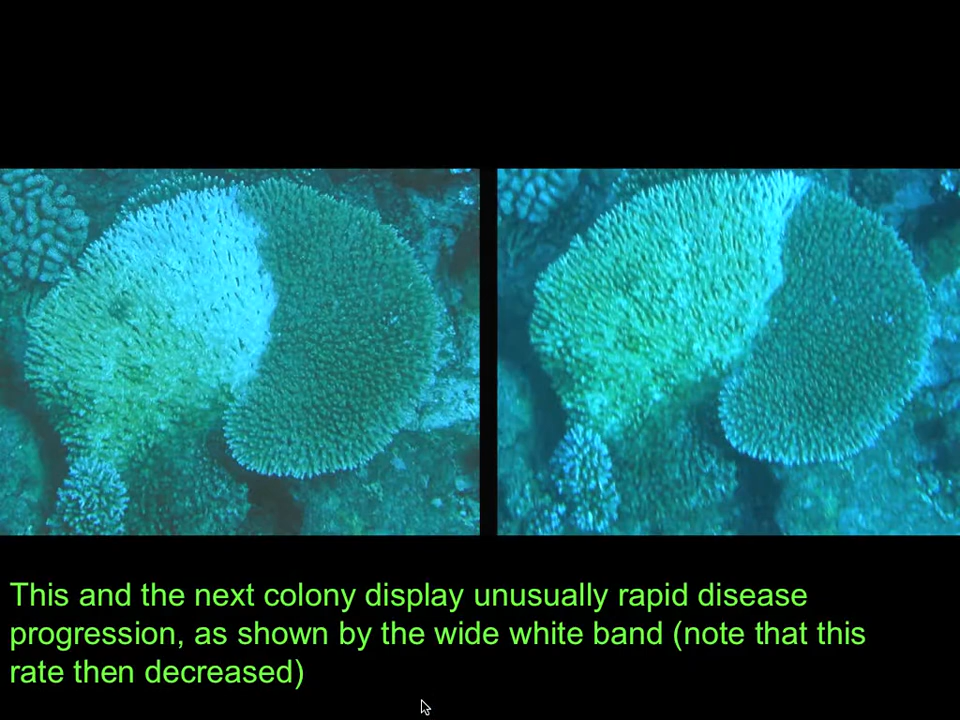 This and the next colony display unusually rapid disease
progression, as shown by the wide white band (note that this
rate then decreased)